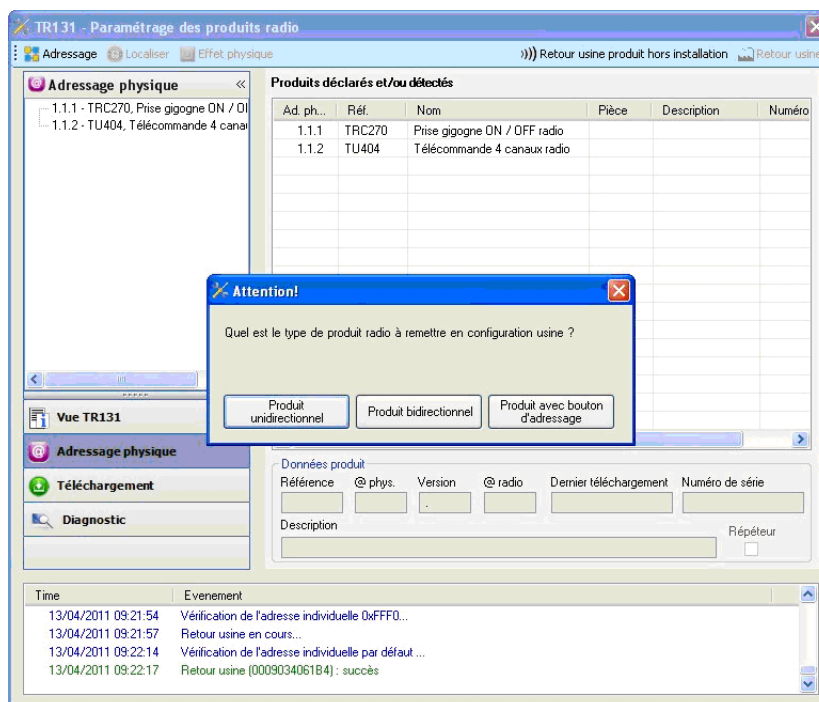 TR131 - Paramétrage des produits radio
Adressage Localiser Effet physique ))) Retour usine produit hors installation Retour usine
Adressage physique «
1.1.1 - TRC270, Prise gigogne ON / OF
1.1.2 - TU404, Télécommande 4 canau
Produits déclarés et/ou détectés
Ad. ph... Réf. Nom Pièce Description Numéro
1.1.1 TRC270 Prise gigogne ON / OFF radio
1.1.2 TU404 Télécommande 4 canaux radio
Attention!
Quel est le type de produit radio à remettre en configuration usine ?
Produit unidirectionnel
Produit bidirectionnel
Produit avec bouton d'adressage
Vue TR131
Adressage physique
Téléchargement
Diagnostic
Données produit
Référence @ phys. Version @ radio Dernier téléchargement Numéro de série
.
Description
Répéteur
Time Evenement
13/04/2011 09:21:54 Vérification de l'adresse individuelle 0xFFF0...
13/04/2011 09:21:57 Retour usine en cours...
13/04/2011 09:22:14 Vérification de l'adresse individuelle par défaut ...
13/04/2011 09:22:17 Retour usine (0009034061B4) : succès